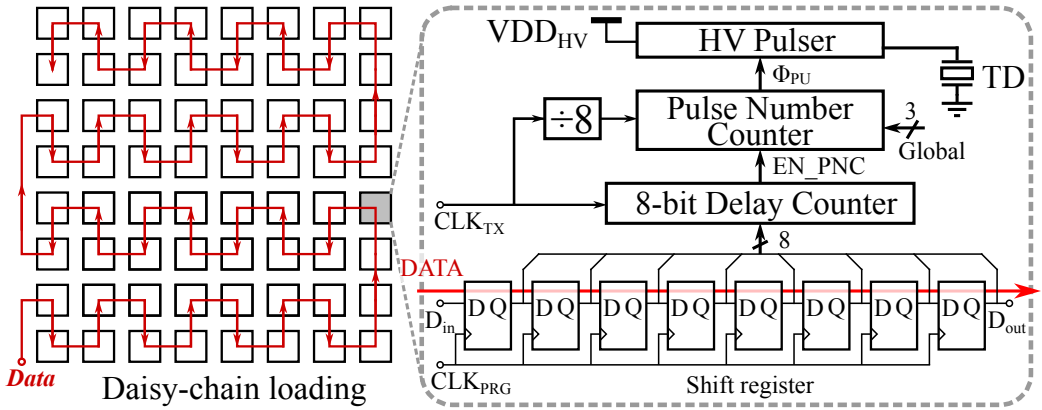 VDD_HV
HV Pulser
TD
Φ_PU
÷8
Pulse Number
Counter
3
Global
EN_PNC
CLK_TX
8-bit Delay Counter
8
DATA
D Q D Q D Q D Q D Q D Q D Q D Q
D_in
D_out
Data
CLK_PRG
Daisy-chain loading
Shift register